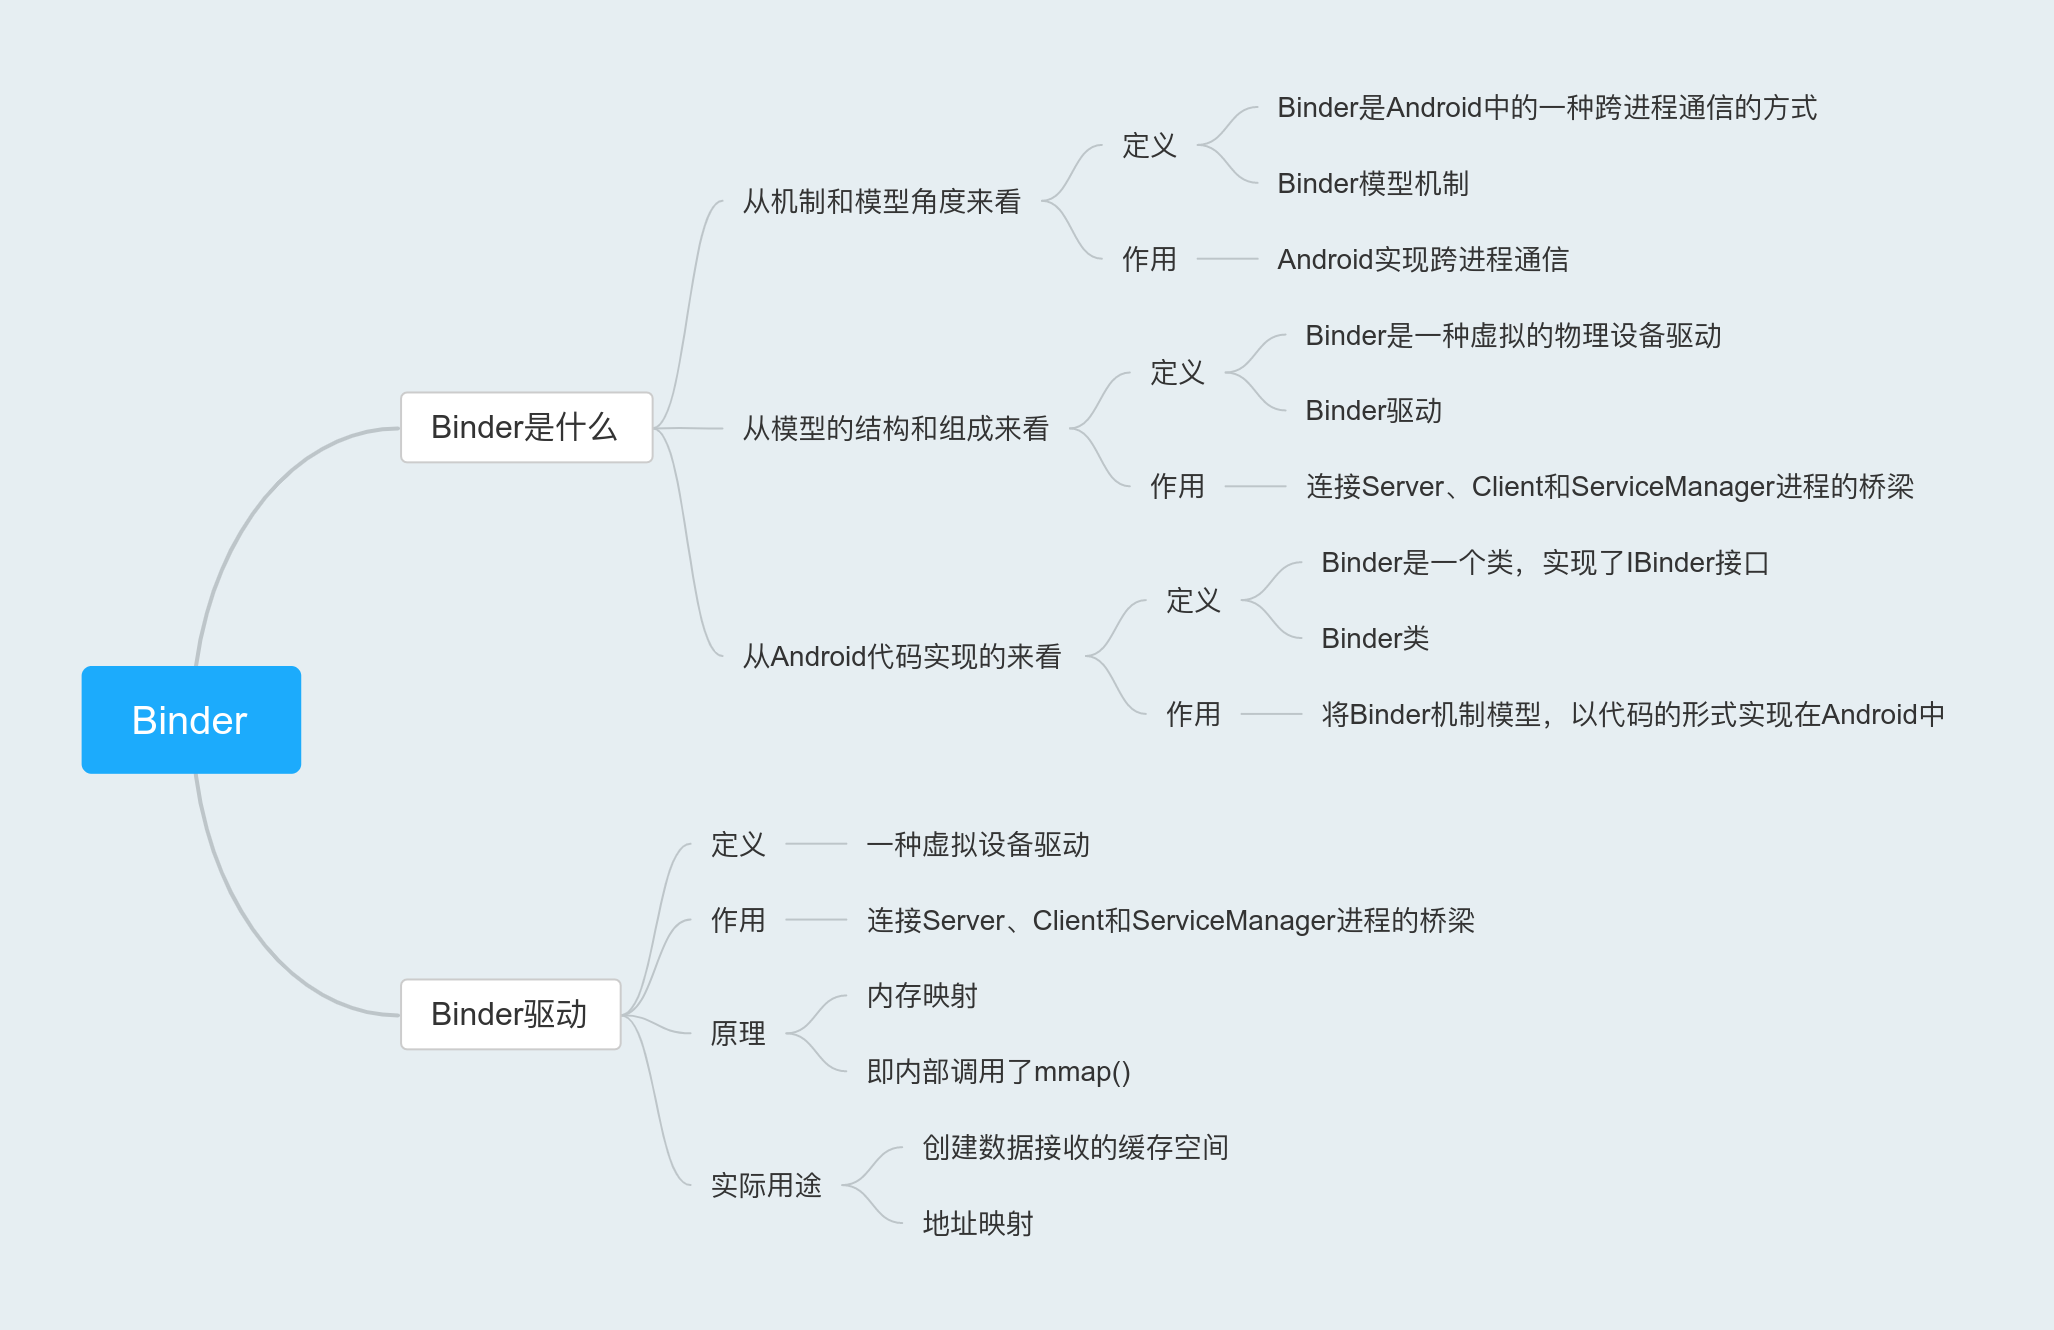 Binder
Binder是什么
从机制和模型角度来看
定义
Binder是Android中的一种跨进程通信的方式
Binder模型机制
作用
Android实现跨进程通信
从模型的结构和组成来看
定义
Binder是一种虚拟的物理设备驱动
Binder驱动
作用
连接Server、Client和ServiceManager进程的桥梁
从Android代码实现的来看
定义
Binder是一个类，实现了IBinder接口
Binder类
作用
将Binder机制模型，以代码的形式实现在Android中
Binder驱动
定义
一种虚拟设备驱动
作用
连接Server、Client和ServiceManager进程的桥梁
原理
内存映射
即内部调用了mmap()
实际用途
创建数据接收的缓存空间
地址映射